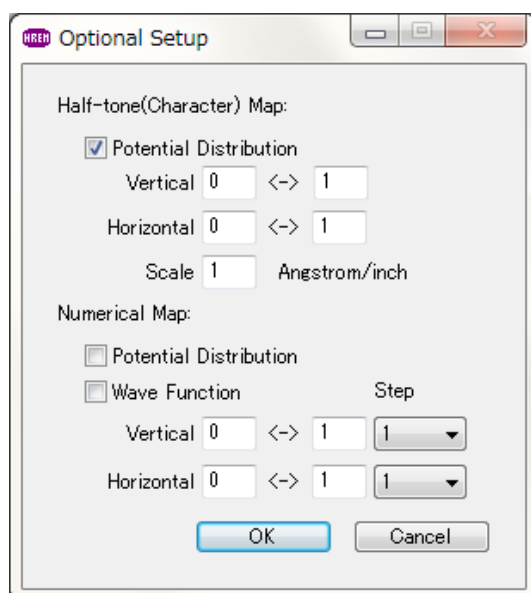 HREM Optional Setup
Half-tone(Character) Map:
Potential Distribution
Vertical 0 <-> 1
Horizontal 0 <-> 1
Scale 1 Angstrom/inch
Numerical Map:
Potential Distribution
Wave Function Step
Vertical 0 <-> 1 1
Horizontal 0 <-> 1 1
OK Cancel